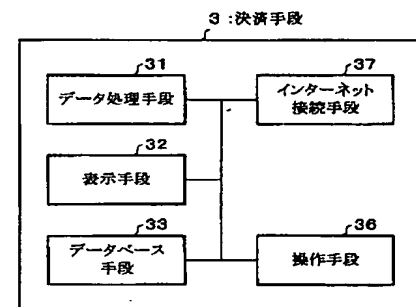 3 :決済手段
31
データ処理手段
37
インターネット
接続手段
32
表示手段
33
データベース
手段
36
操作手段